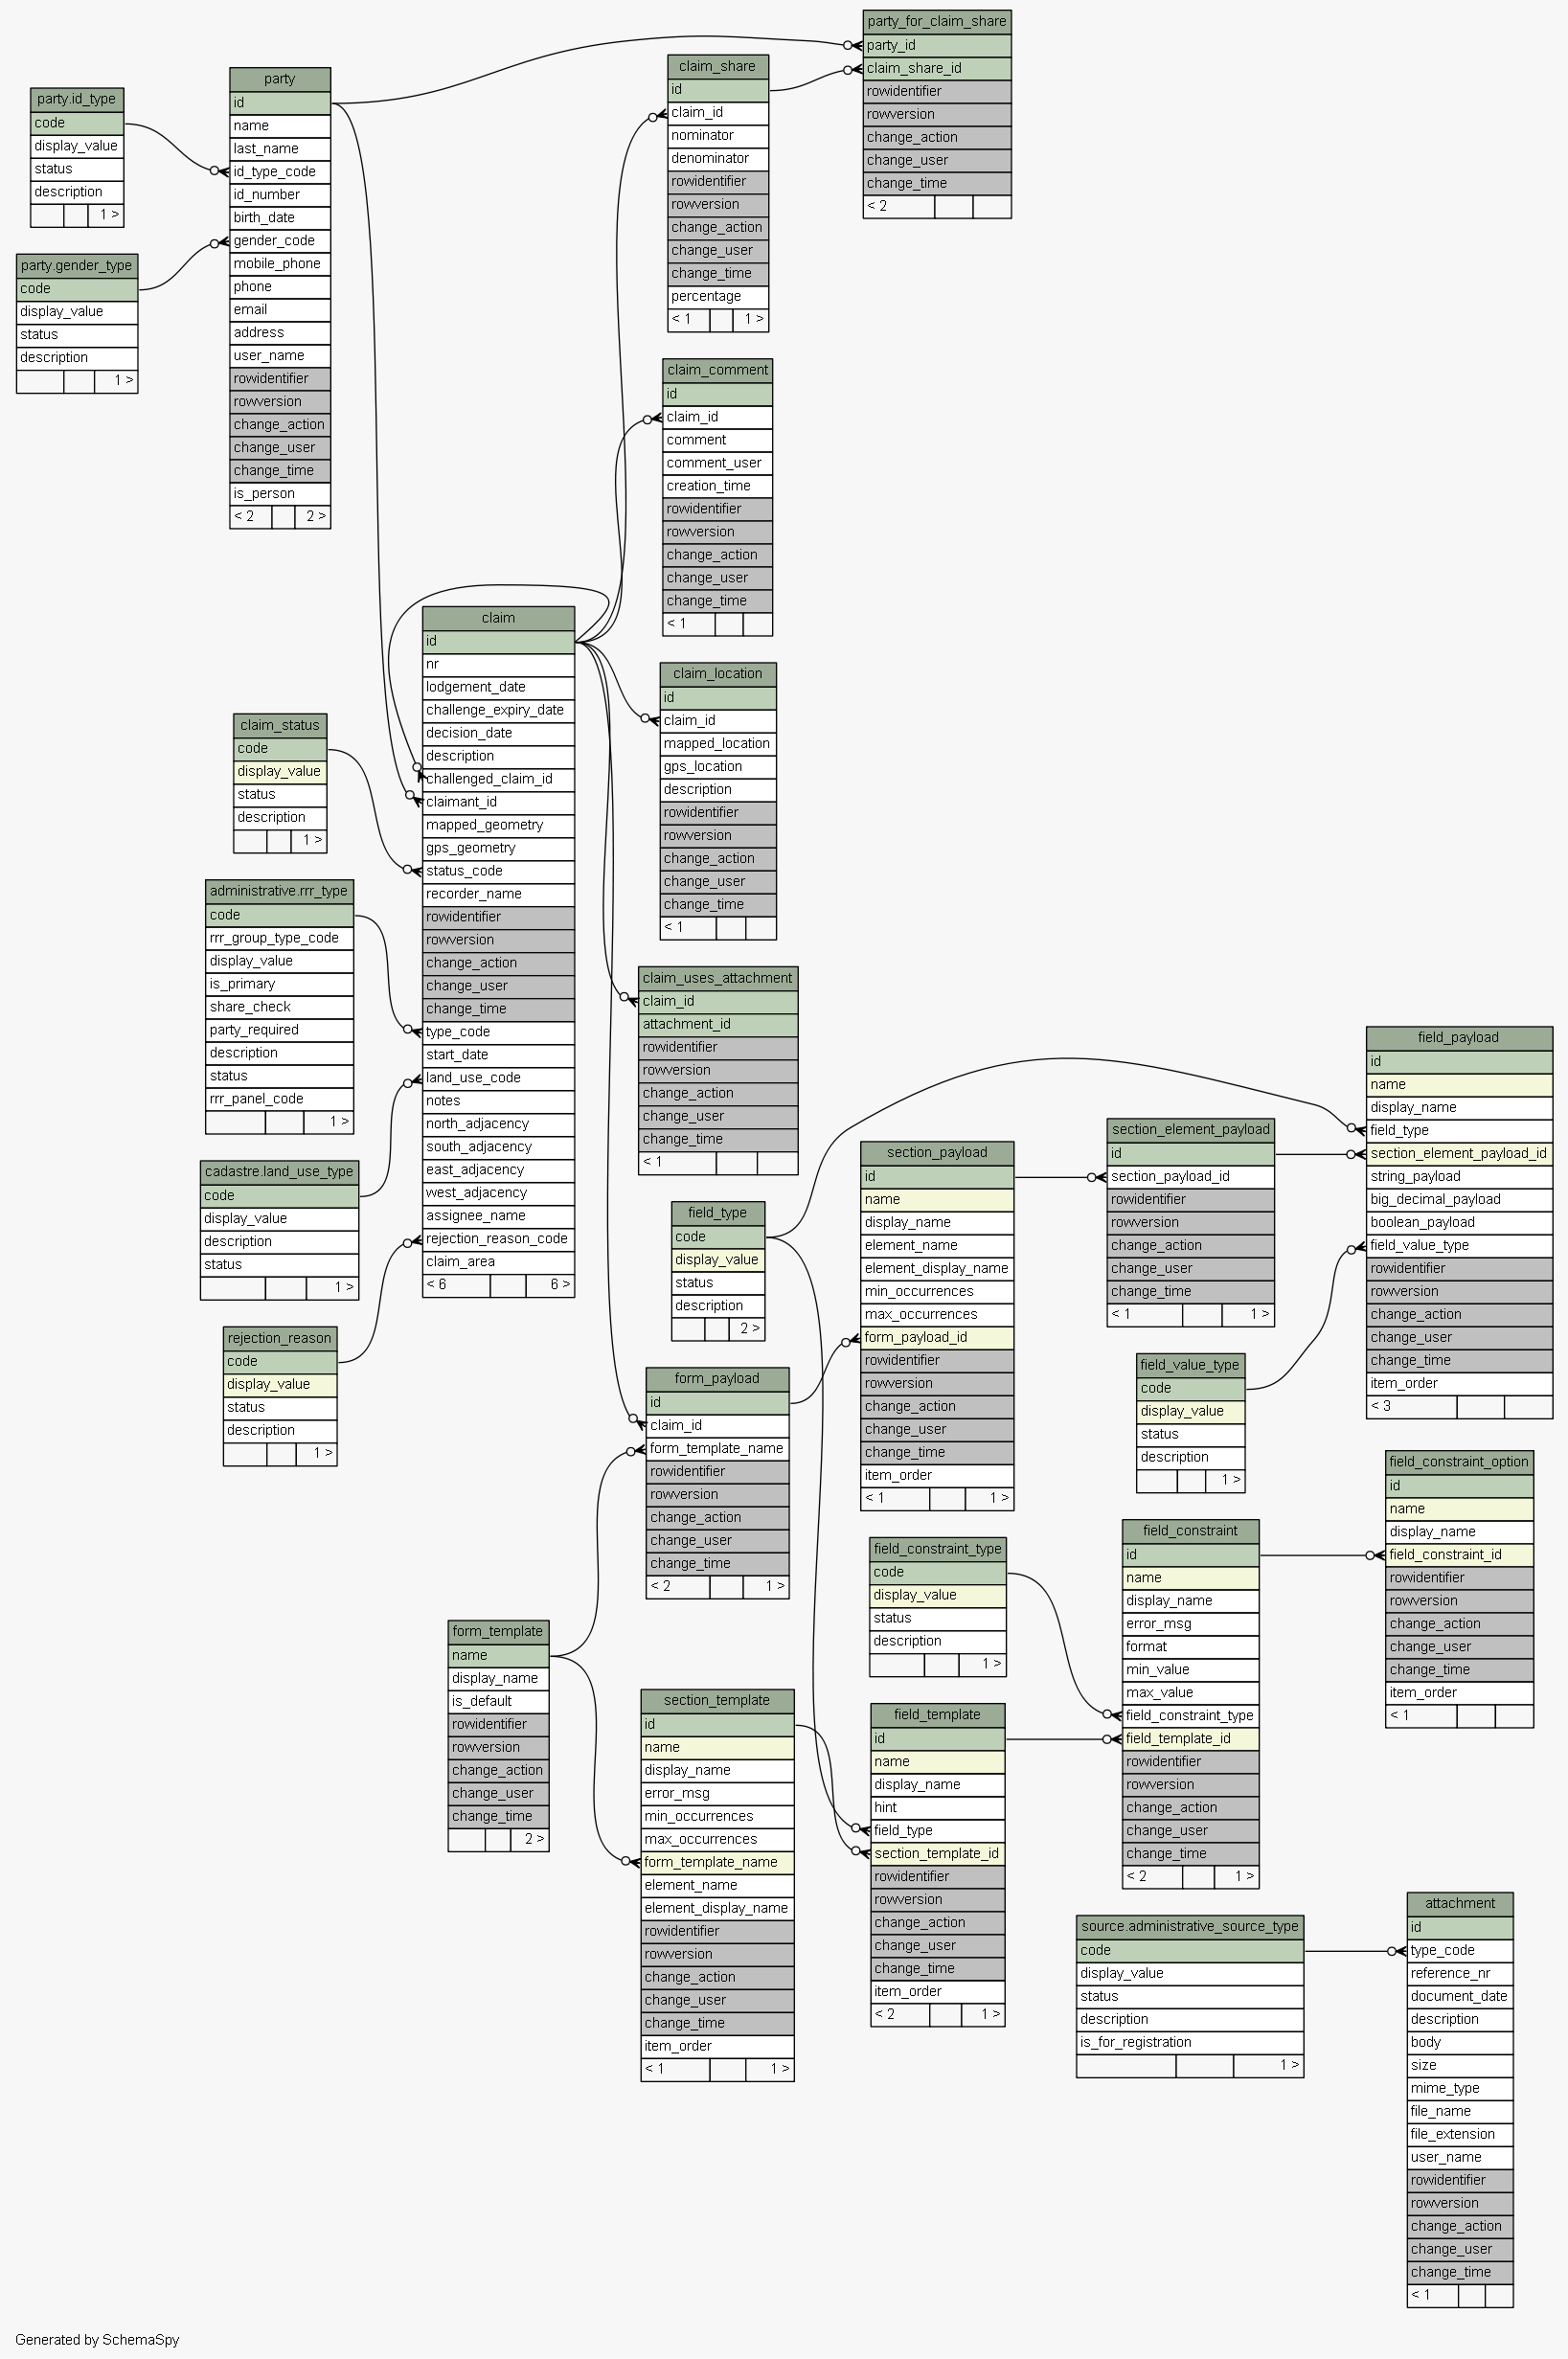 party_for_claim_share
party_id
claim_share_id
rowidentifier
rowversion
change_action
change_user
change_time
< 2
claim_share
id
claim_id
nominator
denominator
rowidentifier
rowversion
change_action
change_user
change_time
percentage
< 1 1 >
party
id
name
last_name
id_type_code
id_number
birth_date
gender_code
mobile_phone
phone
email
address
user_name
rowidentifier
rowversion
change_action
change_user
change_time
is_person
< 2 2 >
party.id_type
code
display_value
status
description
1 >
party.gender_type
code
display_value
status
description
1 >
claim_comment
id
claim_id
comment
comment_user
creation_time
rowidentifier
rowversion
change_action
change_user
change_time
< 1
claim
id
nr
lodgement_date
challenge_expiry_date
decision_date
description
challenged_claim_id
claimant_id
mapped_geometry
gps_geometry
status_code
recorder_name
rowidentifier
rowversion
change_action
change_user
change_time
type_code
start_date
land_use_code
notes
north_adjacency
south_adjacency
east_adjacency
west_adjacency
assignee_name
rejection_reason_code
claim_area
< 6 6 >
claim_location
id
claim_id
mapped_location
gps_location
description
rowidentifier
rowversion
change_action
change_user
change_time
< 1
claim_status
code
display_value
status
description
1 >
administrative.rrr_type
code
rrr_group_type_code
display_value
is_primary
share_check
party_required
description
status
rrr_panel_code
1 >
cadastre.land_use_type
code
display_value
description
status
1 >
rejection_reason
code
display_value
status
description
1 >
claim_uses_attachment
claim_id
attachment_id
rowidentifier
rowversion
change_action
change_user
change_time
< 1
field_type
code
display_value
status
description
2 >
section_payload
id
name
display_name
element_name
element_display_name
min_occurrences
max_occurrences
form_payload_id
rowidentifier
rowversion
change_action
change_user
change_time
item_order
< 1 1 >
section_element_payload
id
section_payload_id
rowidentifier
rowversion
change_action
change_user
change_time
< 1 1 >
field_payload
id
name
display_name
field_type
section_element_payload_id
string_payload
big_decimal_payload
boolean_payload
field_value_type
rowidentifier
rowversion
change_action
change_user
change_time
item_order
< 3
field_value_type
code
display_value
status
description
1 >
form_payload
id
claim_id
form_template_name
rowidentifier
rowversion
change_action
change_user
change_time
< 2 1 >
field_constraint_option
id
name
display_name
field_constraint_id
rowidentifier
rowversion
change_action
change_user
change_time
item_order
< 1
field_constraint
id
name
display_name
error_msg
format
min_value
max_value
field_constraint_type
field_template_id
rowidentifier
rowversion
change_action
change_user
change_time
< 2 1 >
field_constraint_type
code
display_value
status
description
1 >
form_template
name
display_name
is_default
rowidentifier
rowversion
change_action
change_user
change_time
2 >
section_template
id
name
display_name
error_msg
min_occurrences
max_occurrences
form_template_name
element_name
element_display_name
rowidentifier
rowversion
change_action
change_user
change_time
item_order
< 1 1 >
field_template
id
name
display_name
hint
field_type
section_template_id
rowidentifier
rowversion
change_action
change_user
change_time
item_order
< 2 1 >
source.administrative_source_type
code
display_value
status
description
is_for_registration
1 >
attachment
id
type_code
reference_nr
document_date
description
body
size
mime_type
file_name
file_extension
user_name
rowidentifier
rowversion
change_action
change_user
change_time
< 1
Generated by SchemaSpy